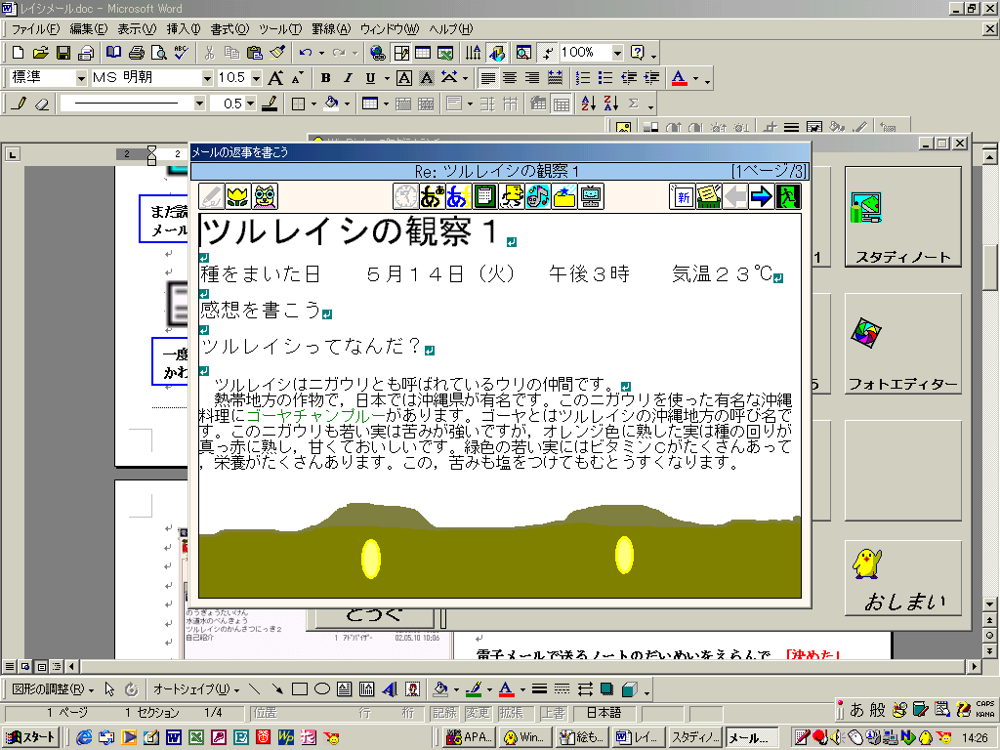 レイシメール.doc - Microsoft Word
ファイル(F) 編集(E) 表示(V) 挿入(I) 書式(O) ツール(T) 罫線(A) ウィンドウ(W) ヘルプ(H)
100%
標準 MS 明朝 10.5
0.5
2 2
メールの返事を書こう
Re: ツルレイシの観察１ [1ページ/3]
新
ツルレイシの観察１
種をまいた日　　５月１４日（火）　　午後３時　　気温２３℃
感想を書こう
ツルレイシってなんだ？
ツルレイシはニガウリとも呼ばれているウリの仲間です。
熱帯地方の作物で，日本では沖縄県が有名です。このニガウリを使った有名な沖縄
料理にゴーヤチャンプルーがあります。ゴーヤとはツルレイシの沖縄地方の呼び名で
す。このニガウリも若い実は苦みが強いですが，オレンジ色に熟した実は種の回りが
真っ赤に熟し，甘くておいしいです。緑色の若い実にはビタミンＣがたくさんあって
，栄養がたくさんあります。この，苦みも塩をつけてもむとうすくなります。
まだ読
メール
一度
かわ
1 スタディノート
5 フォトエディター
おしまい
とうく
のうぎょうたいけん
水道水のべんきょう
ツルレイシのかんさつにっき２
自己紹介 1 アドバイザー 02.05.10 10:06
電子メールで送るノートのだいめいをえらんで、「決めた」
図形の調整(R) オートシェイプ(U)
1 ページ 1 セクション 1/4 位置 行 桁 記録 変更 拡張 上書 日本語
あ 般 CAPS KANA
スタート APA... Win... 絵も... レイ... スタディノ... メール... 14:26